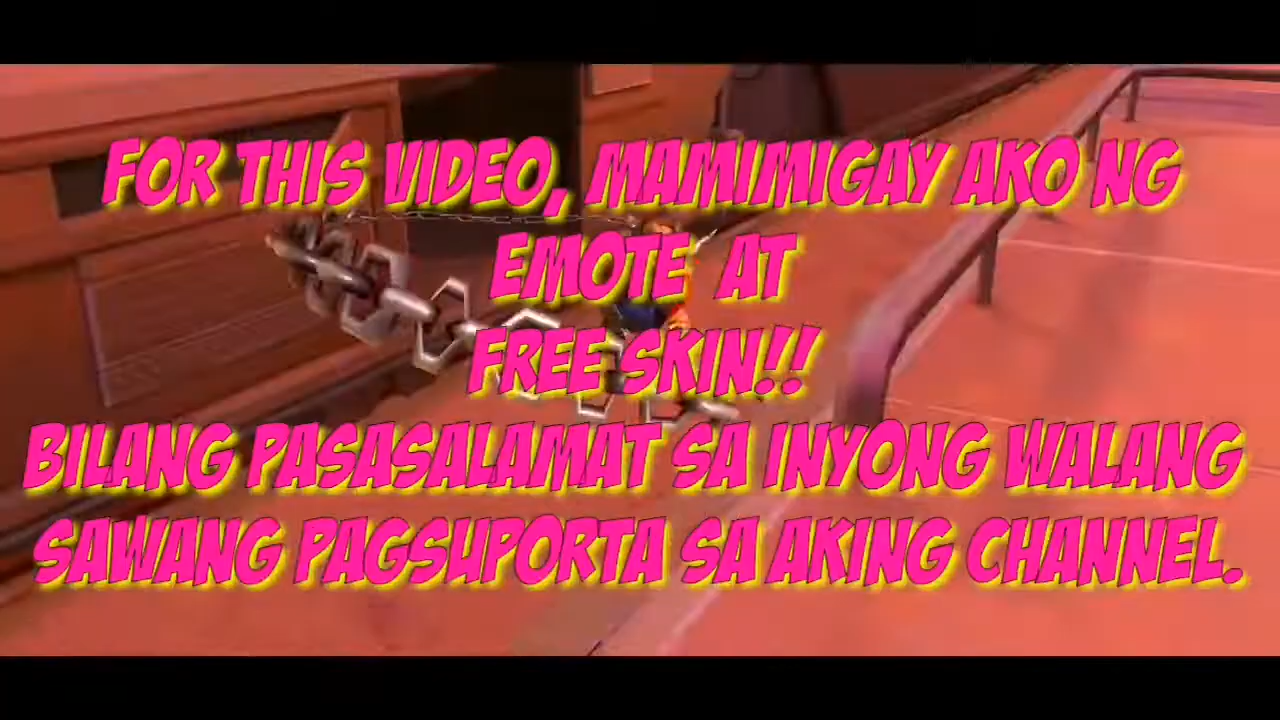 FOR THIS VIDEO, MAMIMIGAY AKO NG
EMOTE AT
FREE SKIN!!
BILANG PASASALAMAT SA INYONG WALANG
SAWANG PAGSUPORTA SA AKING CHANNEL.